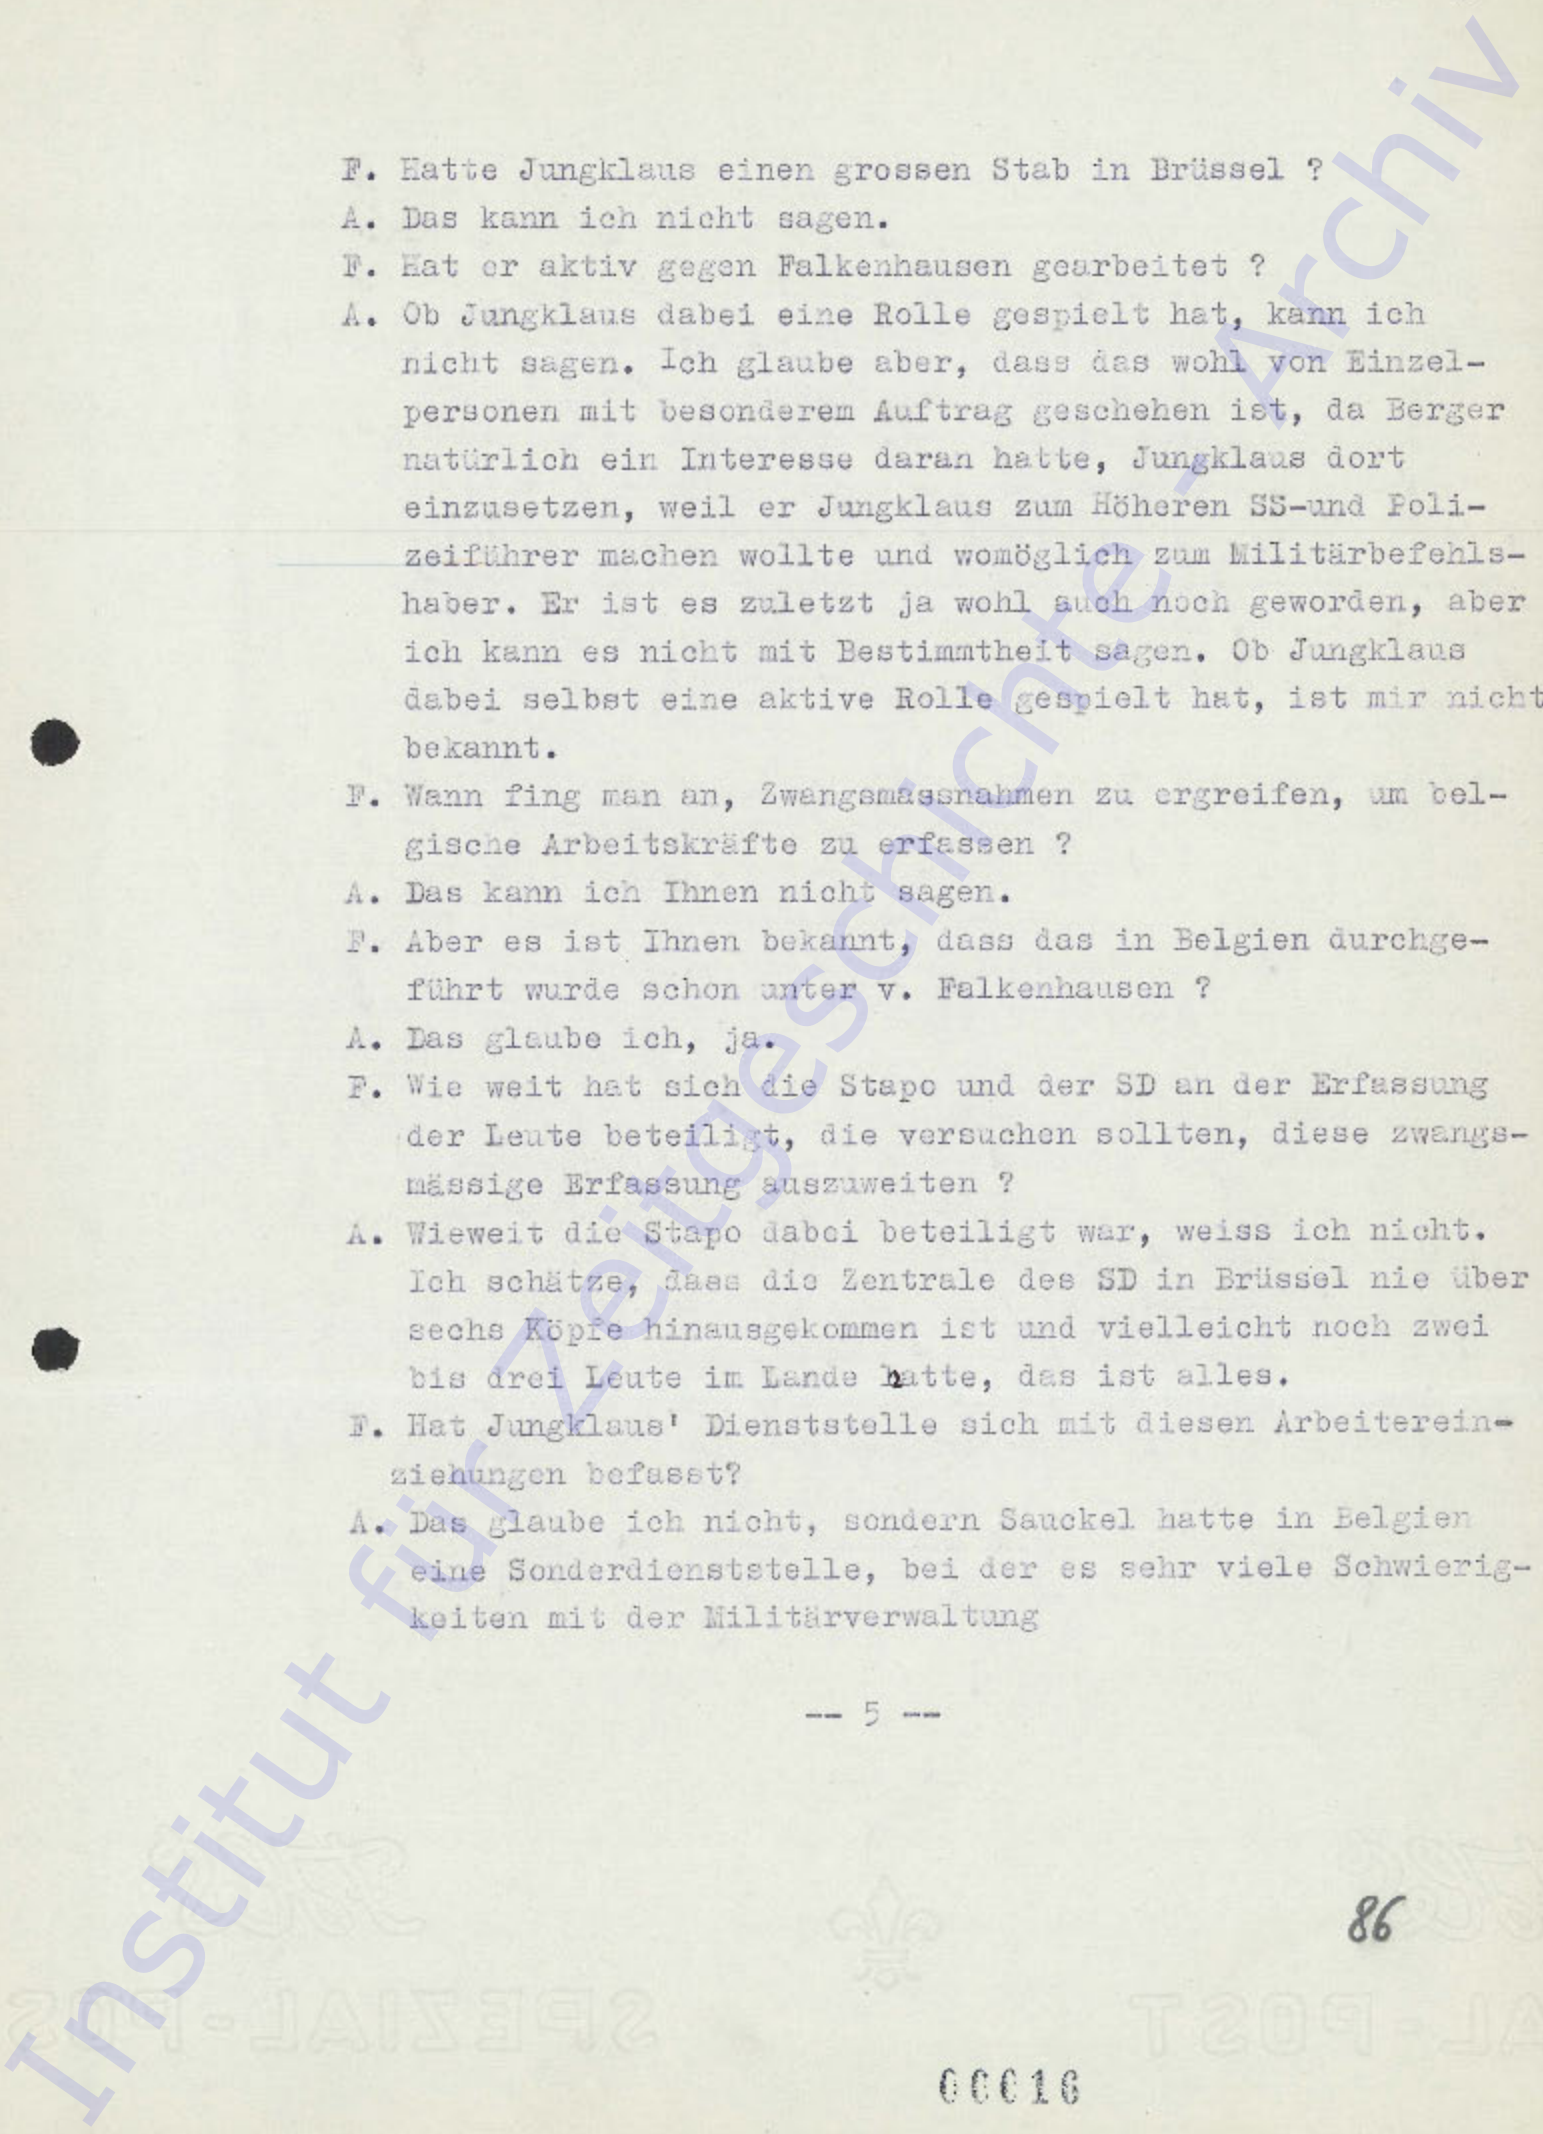 F. Hatte Jungklaus einen grossen Stab in Brüssel ?
A. Das kann ich nicht sagen.
F. Hat er aktiv gegen Falkenhausen gearbeitet ?
A. Ob Jungklaus dabei eine Rolle gespielt hat, kann ich
nicht sagen. Ich glaube aber, dass das wohl von Einzel-
personen mit besonderem Auftrag geschehen ist, da Berger
natürlich ein Interesse daran hatte, Jungklaus dort
einzusetzen, weil er Jungklaus zum Höheren SS-und Poli-
zeiführer machen wollte und womöglich zum Militärbefehls-
haber. Er ist es zuletzt ja wohl auch noch geworden, aber
ich kann es nicht mit Bestimmtheit sagen. Ob Jungklaus
dabei selbst eine aktive Rolle gespielt hat, ist mir nicht
bekannt.
F. Wann fing man an, Zwangsmassnahmen zu ergreifen, um bel-
gische Arbeitskräfte zu erfassen ?
A. Das kann ich Ihnen nicht sagen.
F. Aber es ist Ihnen bekannt, dass das in Belgien durchge-
führt wurde schon unter v. Falkenhausen ?
A. Das glaube ich, ja.
F. Wie weit hat sich die Stapo und der SD an der Erfassung
der Leute beteiligt, die versuchen sollten, diese zwangs-
mässige Erfassung auszuweiten ?
A. Wieweit die Stapo dabei beteiligt war, weiss ich nicht.
Ich schätze, dass die Zentrale des SD in Brüssel nie über
sechs Köpfe hinausgekommen ist und vielleicht noch zwei
bis drei Leute im Lande hatte, das ist alles.
F. Hat Jungklaus' Dienststelle sich mit diesen Arbeiterein-
ziehungen befasst?
A. Das glaube ich nicht, sondern Sauckel hatte in Belgien
eine Sonderdienststelle, bei der es sehr viele Schwierig-
keiten mit der Militärverwaltung
-- 5 --
86
SPEZIAL-POS
AL-POST
00016
Institut für Zeitgeschichte - Archiv